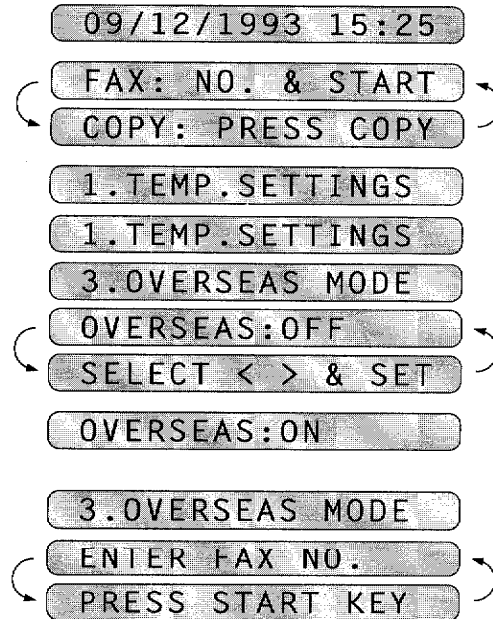 09/12/1993 15:25
FAX: NO. & START
COPY: PRESS COPY
1.TEMP.SETTINGS
1.TEMP.SETTINGS
3.OVERSEAS MODE
OVERSEAS:OFF
SELECT < > & SET
OVERSEAS:ON
3.OVERSEAS MODE
ENTER FAX NO.
PRESS START KEY